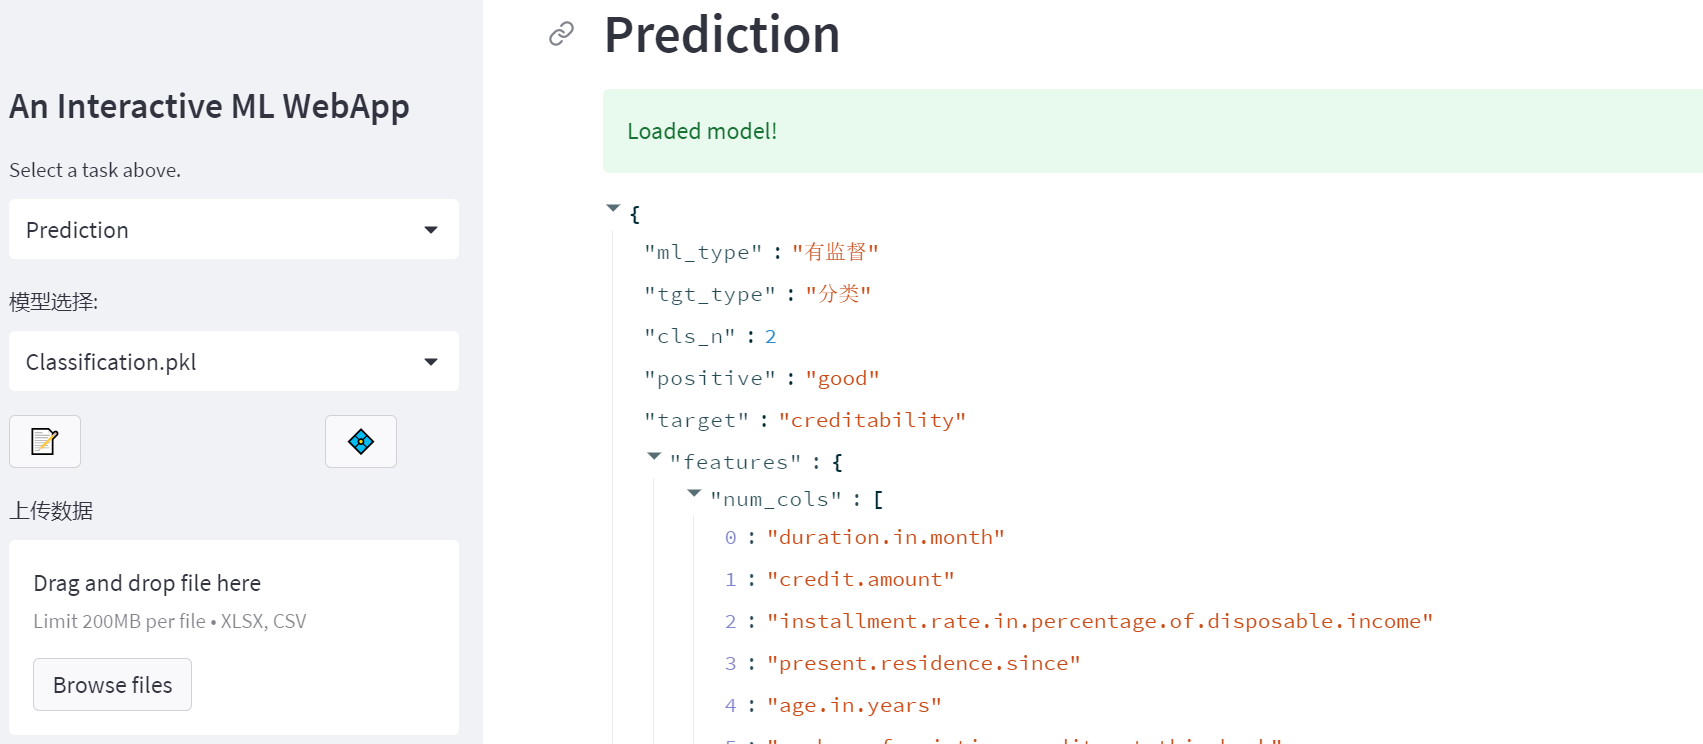 An Interactive ML WebApp
Select a task above.
Prediction
模型选择:
Classification.pkl
上传数据
Drag and drop file here
Limit 200MB per file • XLSX, CSV
Browse files
Prediction
Loaded model!
{
"ml_type" : "有监督"
"tgt_type" : "分类"
"cls_n" : 2
"positive" : "good"
"target" : "creditability"
"features" : {
"num_cols" : [
0 : "duration.in.month"
1 : "credit.amount"
2 : "installment.rate.in.percentage.of.disposable.income"
3 : "present.residence.since"
4 : "age.in.years"